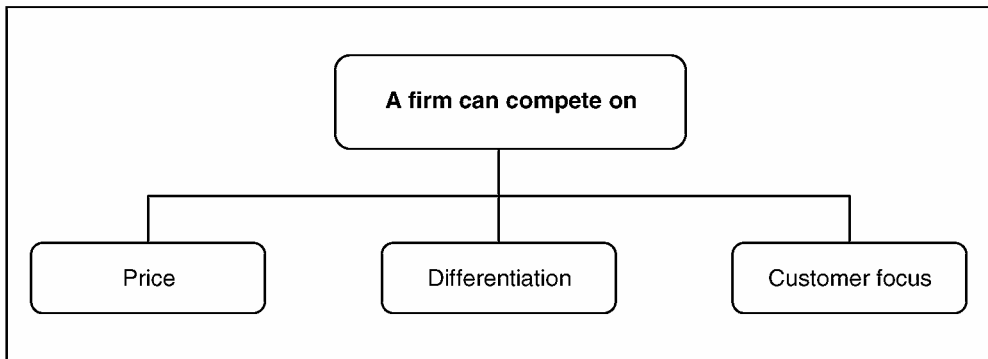 A firm can compete on
Price
Differentiation
Customer focus